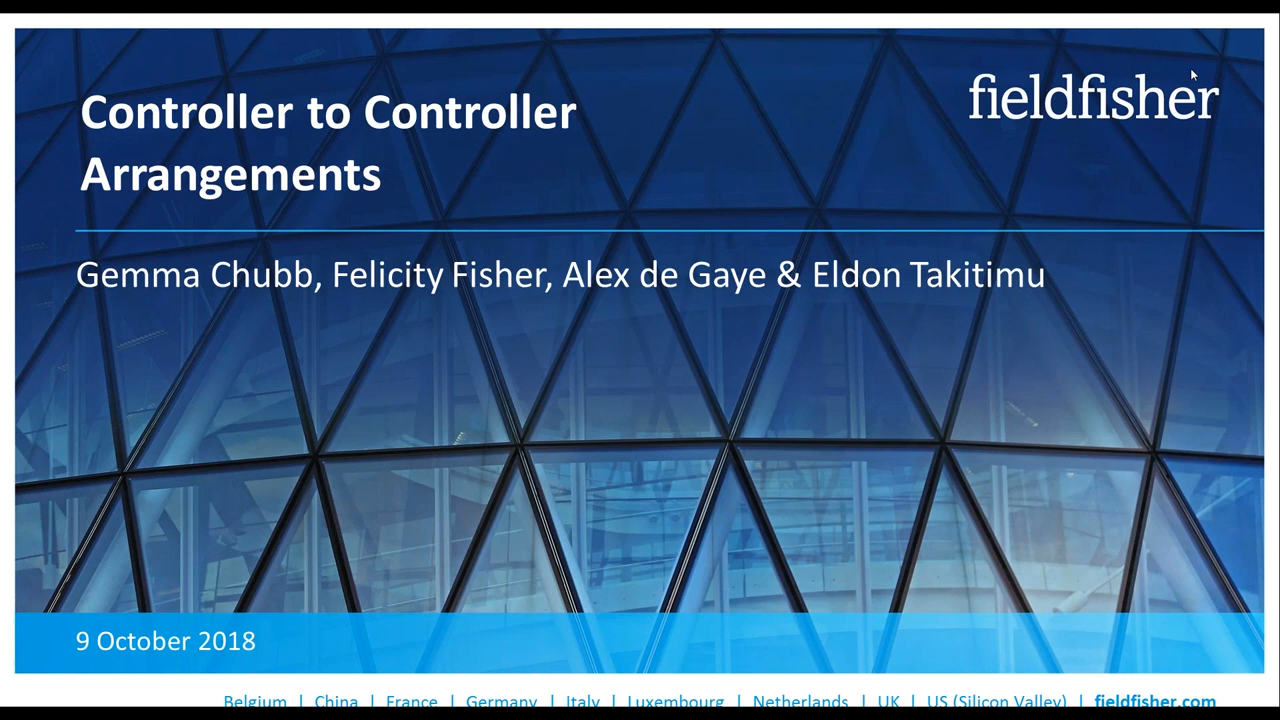 Controller to Controller
Arrangements
fieldfisher
Gemma Chubb, Felicity Fisher, Alex de Gaye & Eldon Takitimu
9 October 2018
Belgium | China | France | Germany | Italy | Luxembourg | Netherlands | UK | US (Silicon Valley) | fieldfisher.com